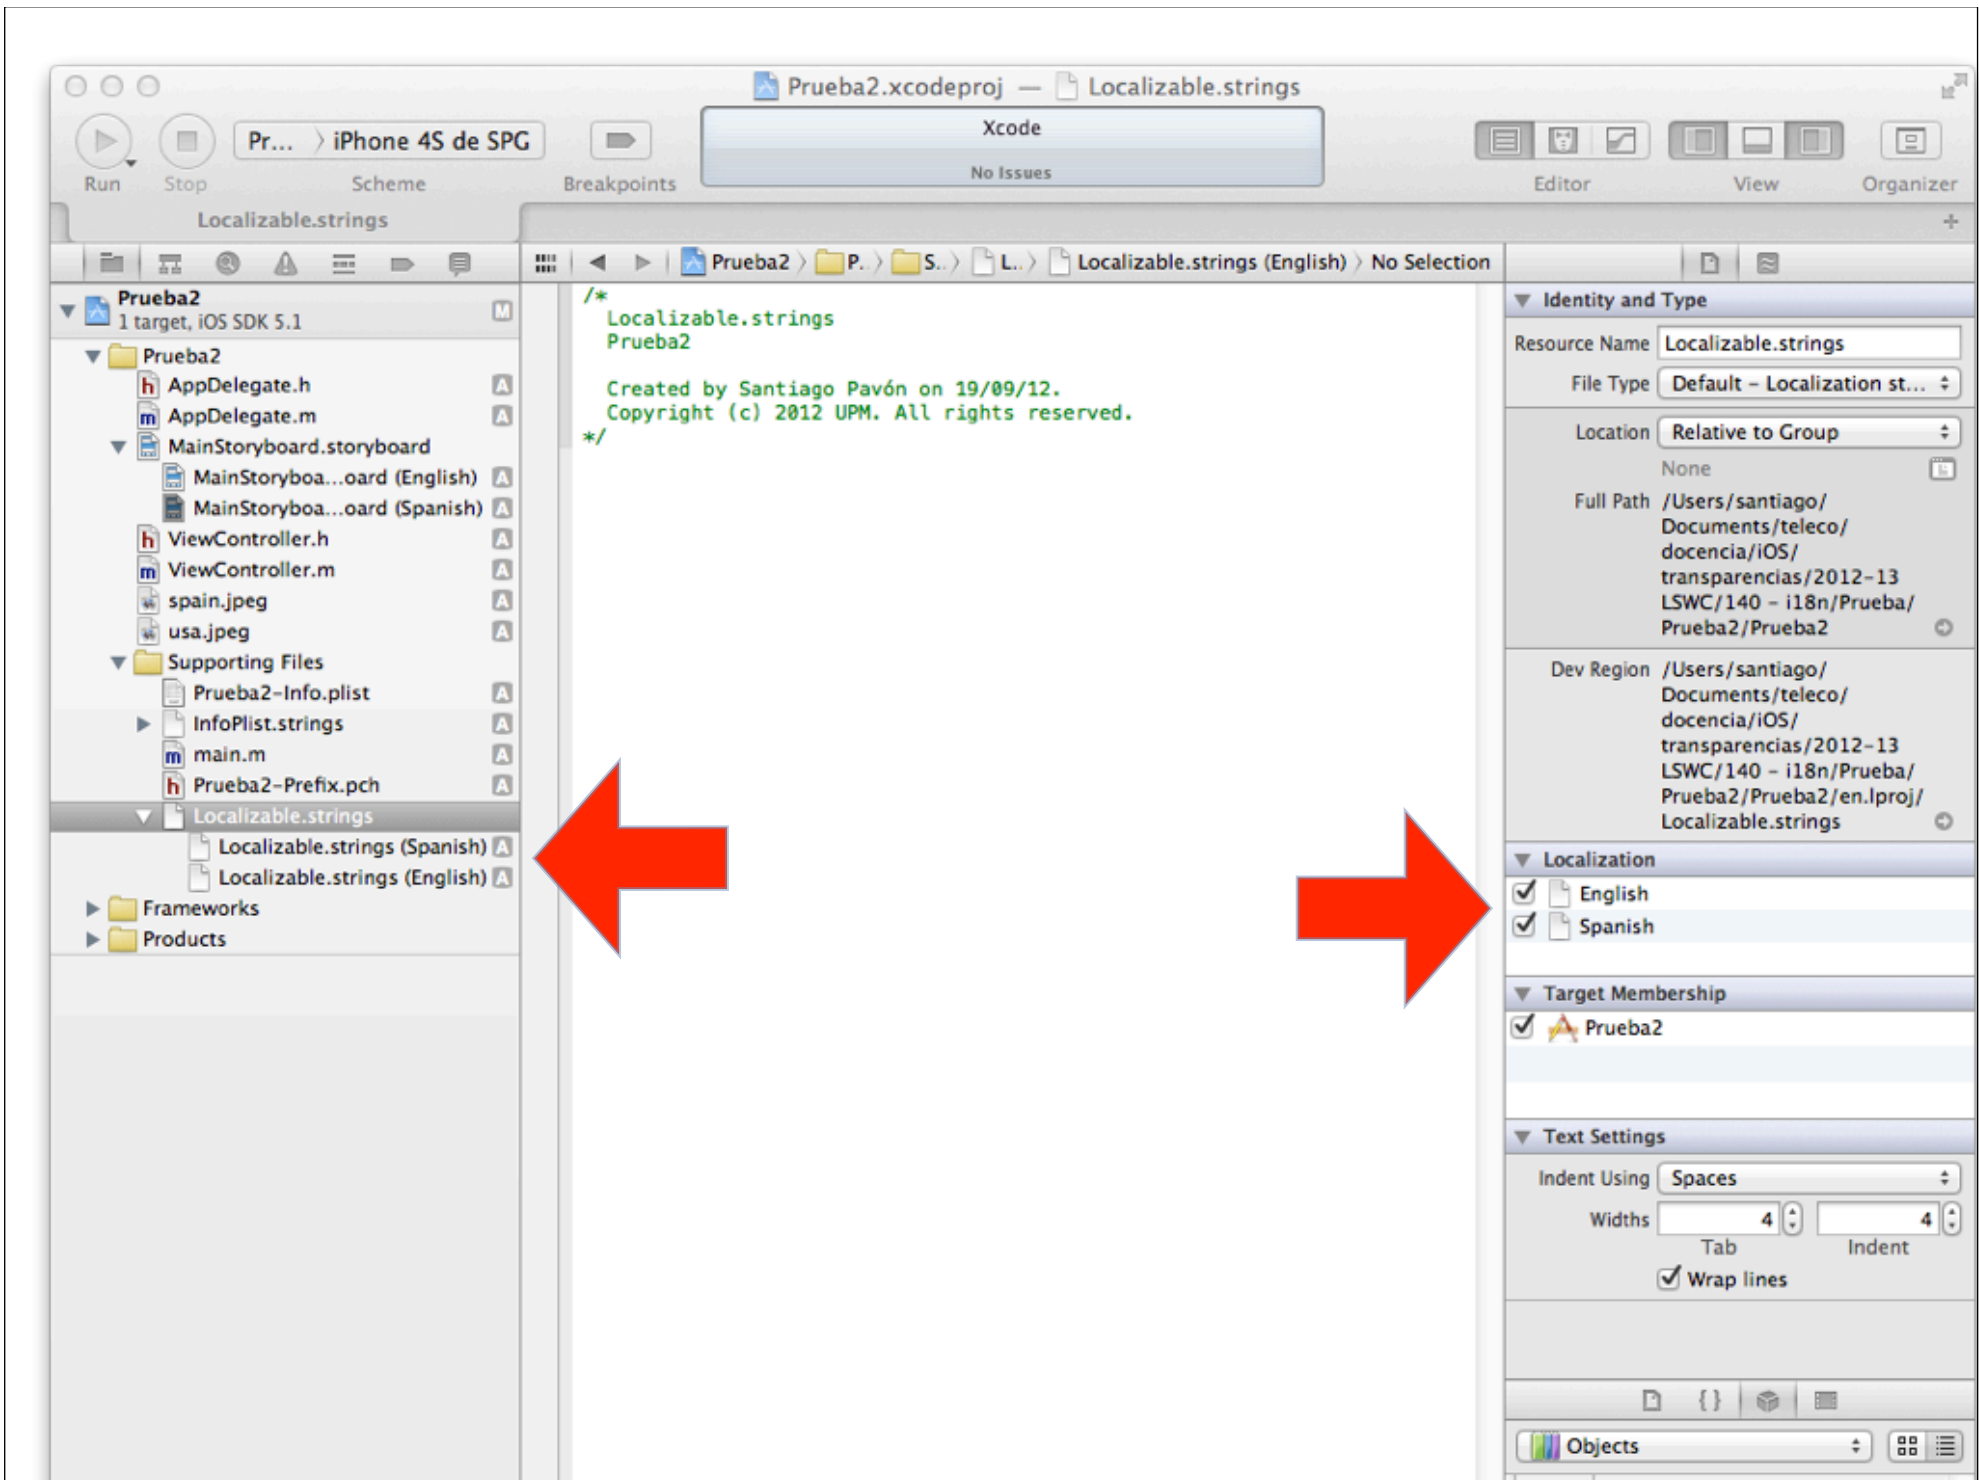 Prueba2.xcodeproj — Localizable.strings
Pr... 〉 iPhone 4S de SPG
Xcode
No Issues
Run
Stop
Scheme
Breakpoints
Editor
View
Organizer
Localizable.strings
+
Prueba2 〉 P.. 〉 S.. 〉 L.. 〉 Localizable.strings (English) 〉 No Selection
Prueba2
1 target, iOS SDK 5.1
M
Prueba2
h AppDelegate.h A
m AppDelegate.m A
MainStoryboard.storyboard
MainStoryboa...oard (English) A
MainStoryboa...oard (Spanish) A
h ViewController.h A
m ViewController.m A
spain.jpeg A
usa.jpeg A
Supporting Files
Prueba2-Info.plist A
InfoPlist.strings A
m main.m A
h Prueba2-Prefix.pch A
Localizable.strings
Localizable.strings (Spanish) A
Localizable.strings (English) A
Frameworks
Products
/*
Localizable.strings
Prueba2
Created by Santiago Pavón on 19/09/12.
Copyright (c) 2012 UPM. All rights reserved.
*/
Identity and Type
Resource Name Localizable.strings
File Type Default - Localization st...
Location Relative to Group
None
Full Path /Users/santiago/
Documents/teleco/
docencia/iOS/
transparencias/2012-13
LSWC/140 - i18n/Prueba/
Prueba2/Prueba2
Dev Region /Users/santiago/
Documents/teleco/
docencia/iOS/
transparencias/2012-13
LSWC/140 - i18n/Prueba/
Prueba2/Prueba2/en.lproj/
Localizable.strings
Localization
English
Spanish
Target Membership
Prueba2
Text Settings
Indent Using Spaces
Widths 4 4
Tab Indent
Wrap lines
{ }
Objects